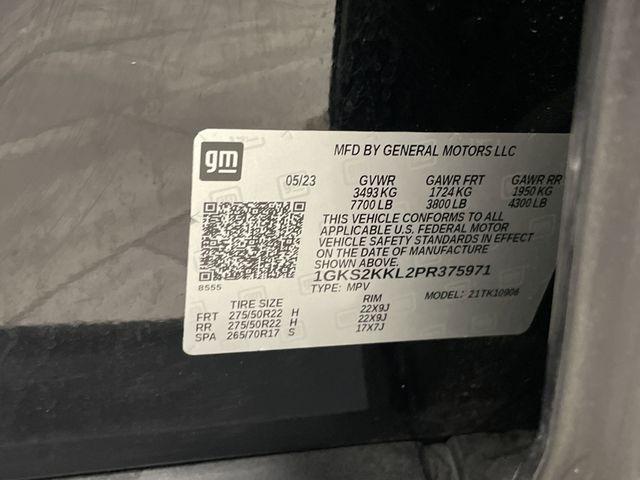 gm
MFD BY GENERAL MOTORS LLC
05/23 GVWR GAWR FRT GAWR RR
3493 KG 1724 KG 1950 KG
7700 LB 3800 LB 4300 LB
THIS VEHICLE CONFORMS TO ALL
APPLICABLE U.S. FEDERAL MOTOR
VEHICLE SAFETY STANDARDS IN EFFECT
ON THE DATE OF MANUFACTURE
SHOWN ABOVE.
1GKS2KKL2PR375971
8555
TYPE: MPV MODEL: 21TK10906
TIRE SIZE RIM
FRT 275/50R22 H 22X9J
RR 275/50R22 H 22X9J
SPA 265/70R17 S 17X7J